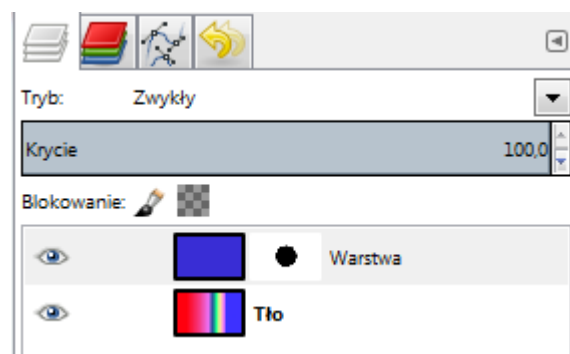 Tryb: Zwykły
Krycie 100,0
Blokowanie:
Warstwa
Tło